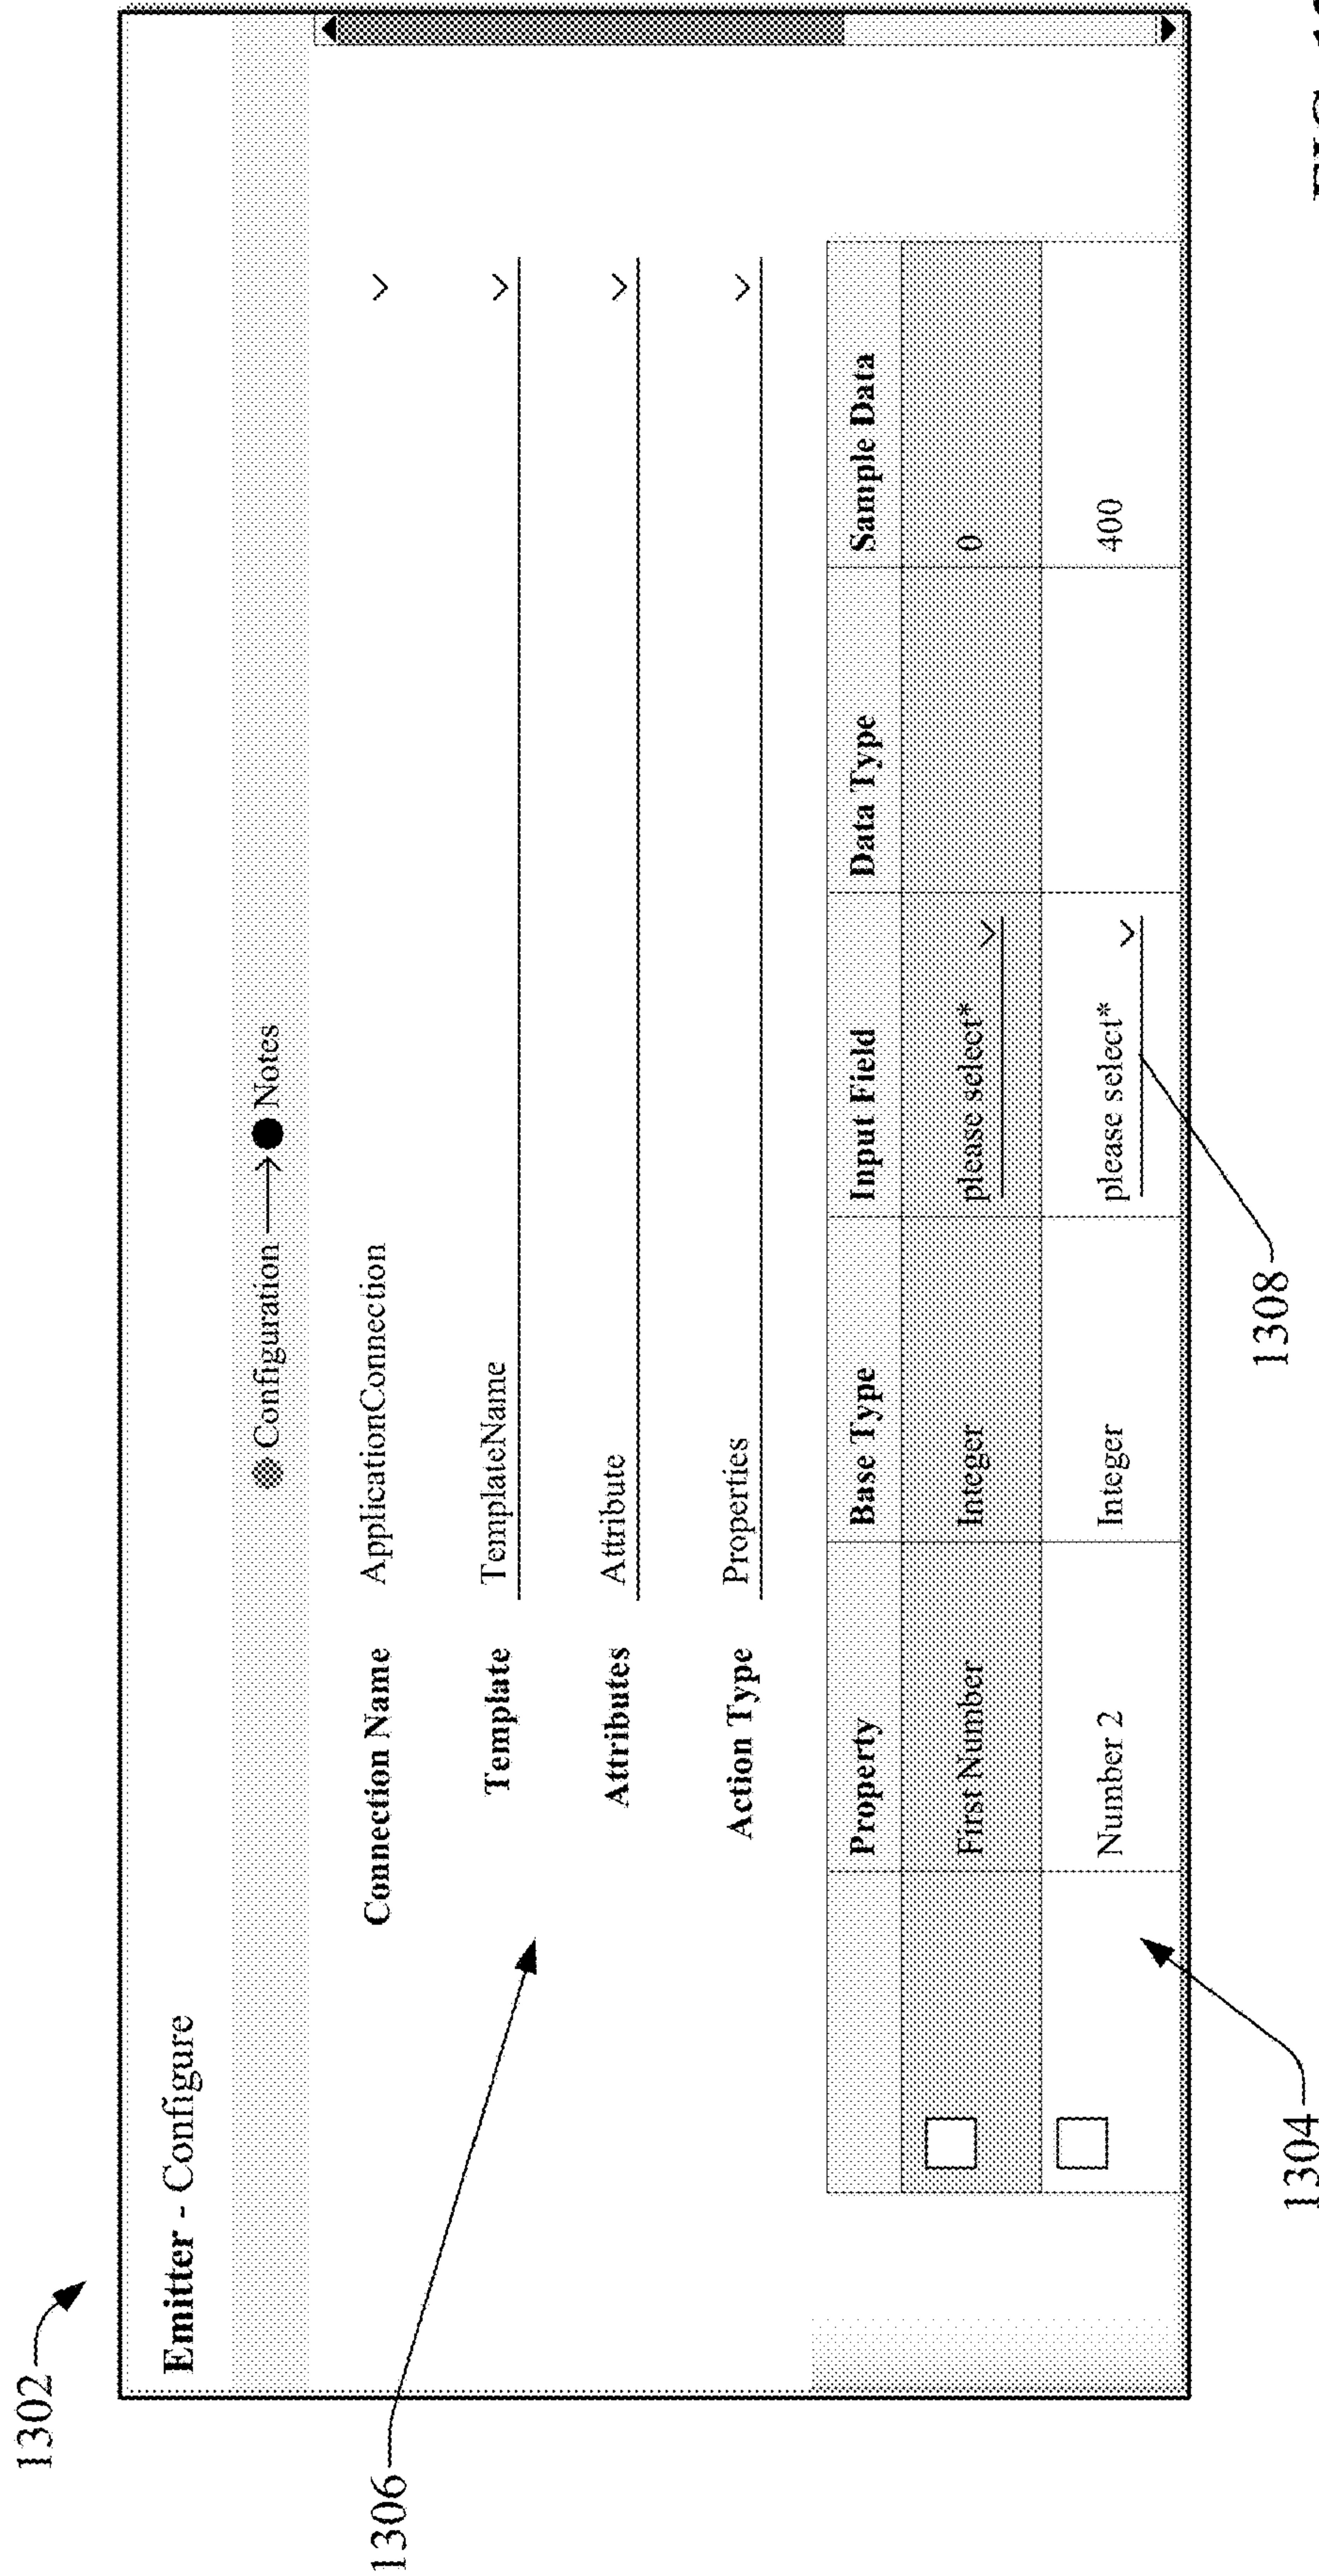 1302
Emitter - Configure
Configuration Notes
1306
Connection Name ApplicationConnection
Template TemplateName
Attributes Attribute
Action Type Properties
Property Base Type Input Field Data Type Sample Data
First Number Integer please select* 0
Number 2 Integer please select* 400
1304
1308